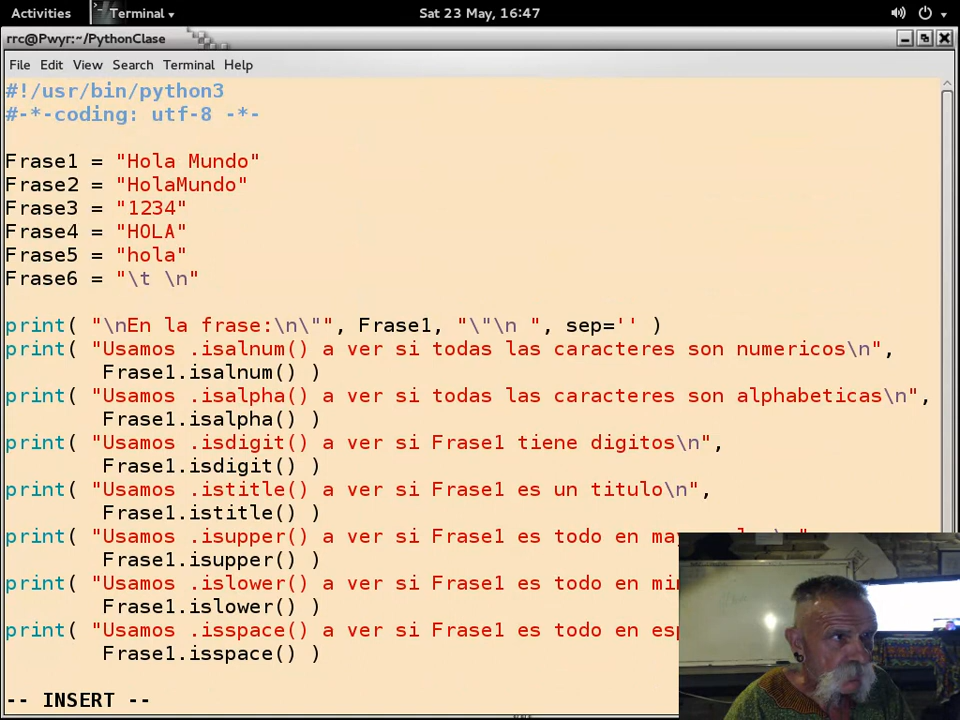 Activities Terminal Sat 23 May, 16:47
rrc@Pwyr:~/PythonClase
File Edit View Search Terminal Help
#!/usr/bin/python3
#-*-coding: utf-8 -*-
Frase1 = "Hola Mundo"
Frase2 = "HolaMundo"
Frase3 = "1234"
Frase4 = "HOLA"
Frase5 = "hola"
Frase6 = "\t \n"
print( "\nEn la frase:\n\"", Frase1, "\"\n ", sep='' )
print( "Usamos .isalnum() a ver si todas las caracteres son numericos\n",
Frase1.isalnum() )
print( "Usamos .isalpha() a ver si todas las caracteres son alphabeticas\n",
Frase1.isalpha() )
print( "Usamos .isdigit() a ver si Frase1 tiene digitos\n",
Frase1.isdigit() )
print( "Usamos .istitle() a ver si Frase1 es un titulo\n",
Frase1.istitle() )
print( "Usamos .isupper() a ver si Frase1 es todo en
Frase1.isupper() )
print( "Usamos .islower() a ver si Frase1 es todo en
Frase1.islower() )
print( "Usamos .isspace() a ver si Frase1 es todo en
Frase1.isspace() )
-- INSERT --